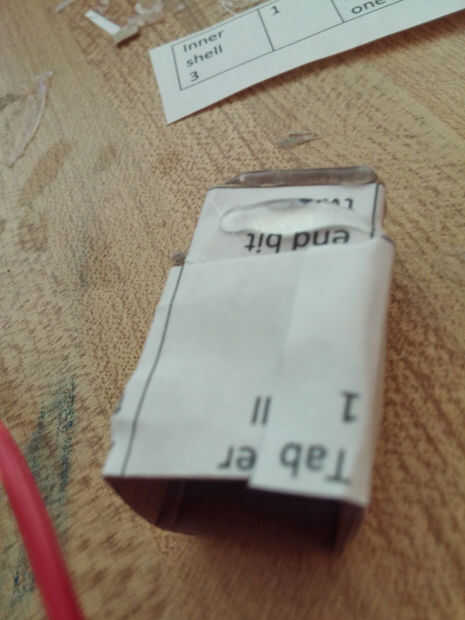 Inner
shell
3
1
one
end bit
1
ll
Tab er